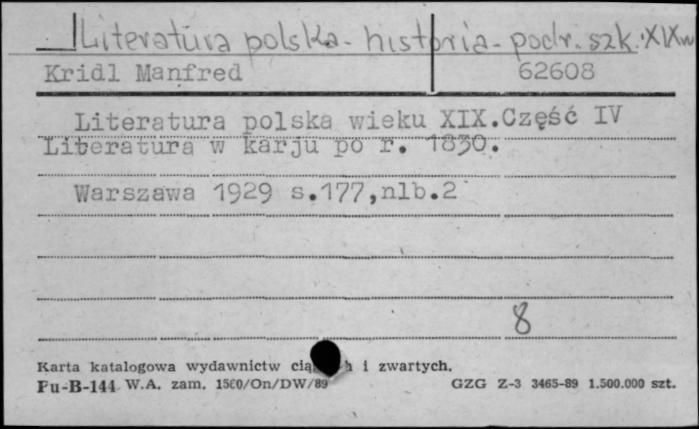 Literatura polska - historia - podr. szk. XIXw
Kridl Manfred 62608
Literatura polska wieku XIX.Część IV
Literatura w karju po r. 1830.
Warszawa 1929 s.177,nlb.2
8
Karta katalogowa wydawnictw i zwartych.
Pu-B-144 W.A. zam. 1560/On/DW/89 GZG Z-3 3465-89 1.500.000 szt.